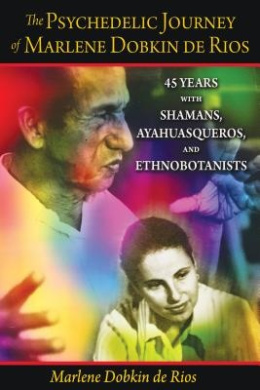 The PSYCHEDELIC JOURNEY
of MARLENE DOBKIN DE RIOS
45 YEARS
WITH
SHAMANS,
AYAHUASQUEROS,
AND
ETHNOBOTANISTS
Marlene Dobkin de Rios